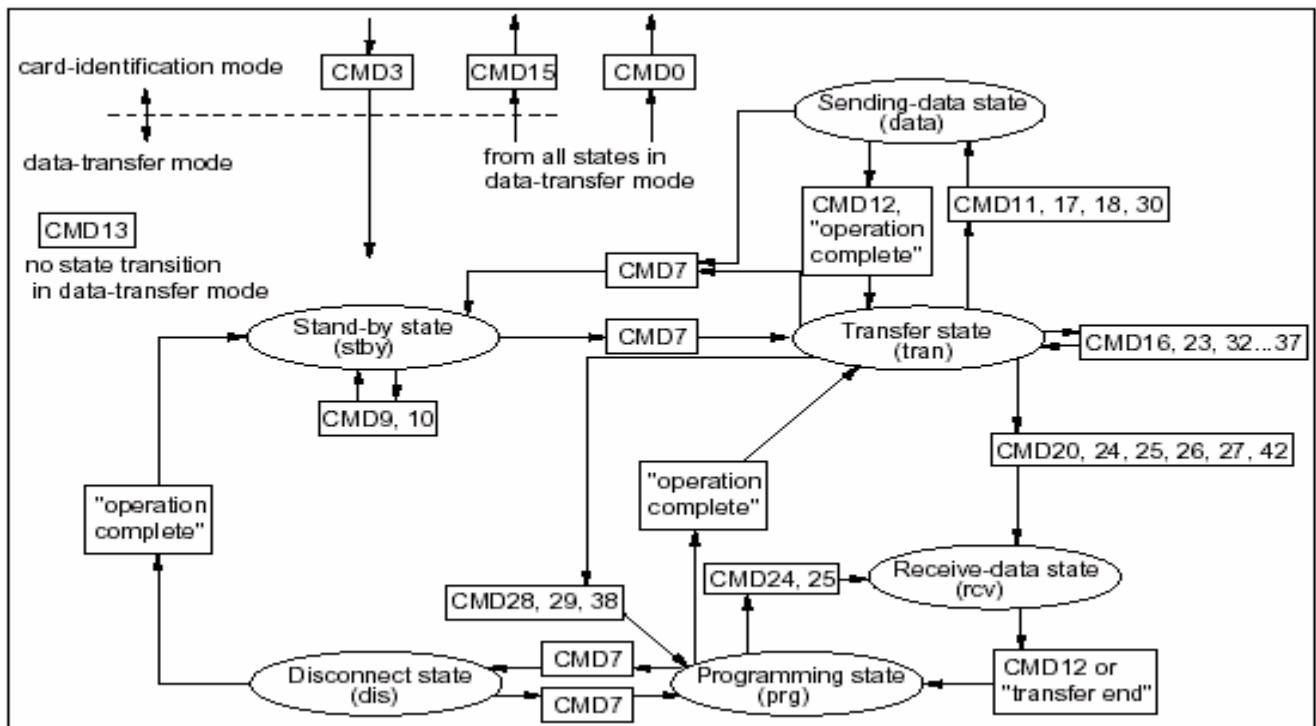 card-identification mode
CMD3
CMD15
CMD0
data-transfer mode
from all states in
data-transfer mode
Sending-data state
(data)
CMD13
no state transition
in data-transfer mode
CMD12,
"operation
complete"
CMD11, 17, 18, 30
CMD7
Stand-by state
(stby)
CMD7
Transfer state
(tran)
CMD16, 23, 32...37
CMD9, 10
CMD20, 24, 25, 26, 27, 42
"operation
complete"
"operation
complete"
CMD24, 25
Receive-data state
(rcv)
CMD28, 29, 38
Disconnect state
(dis)
CMD7
CMD7
Programming state
(prg)
CMD12 or
"transfer end"